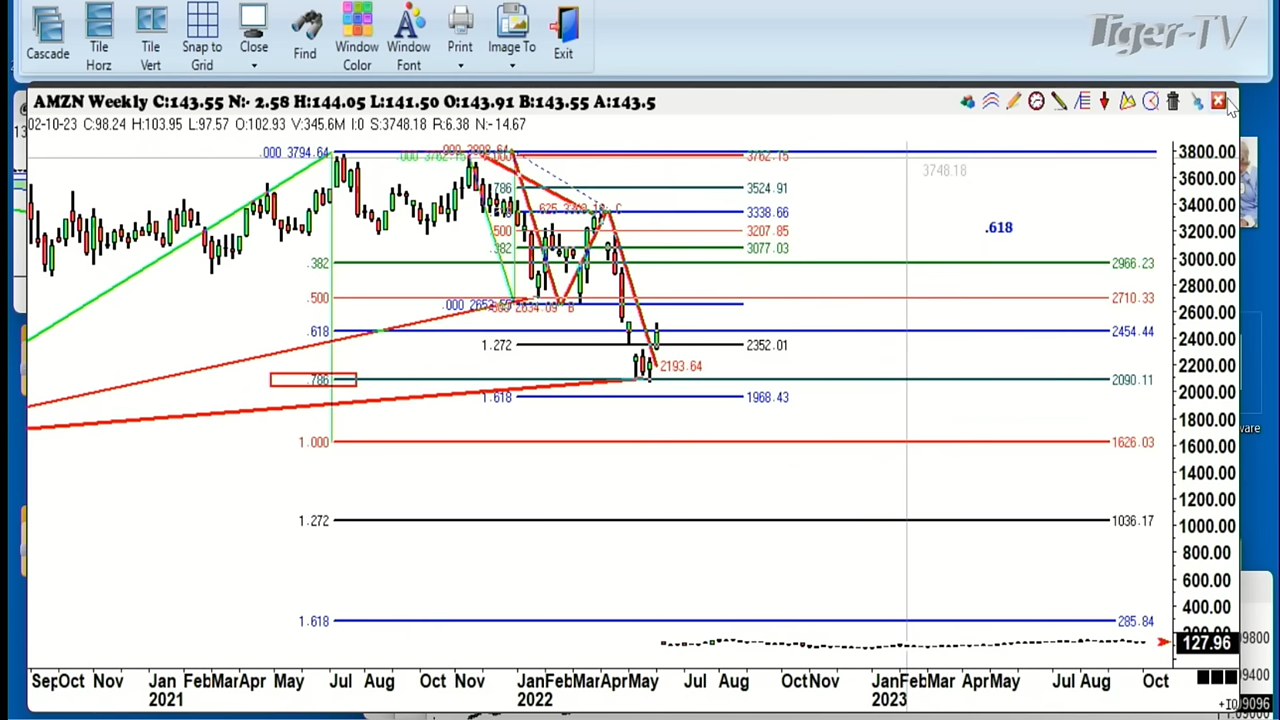 Cascade
Tile Horz
Tile Vert
Snap to Grid
Close
Find
Window Color
Window Font
Print
Image To
Exit
Tiger-TV
AMZN Weekly C:143.55 N:- 2.58 H:144.05 L:141.50 O:143.91 B:143.55 A:143.5
02-10-23 C:98.24 H:103.95 L:97.57 O:102.93 V:345.6M I:0 S:3748.18 R:6.38 N:- 14.67
.000 3794.64
3762.15
3800.00
3748.18
3600.00
.786
3524.91
3400.00
.625
C
3338.66
.618
.500
3207.85
3200.00
.382
3077.03
3000.00
.382
2966.23
2800.00
.500
.000
B
2710.33
2600.00
.618
2454.44
2400.00
1.272
2352.01
2193.64
2200.00
.786
2090.11
2000.00
1.618
1968.43
1800.00
1.000
1626.03
1600.00
1400.00
1200.00
1.272
1036.17
1000.00
800.00
600.00
400.00
1.618
285.84
127.96
9800
9400
9096
ware
Sep Oct Nov Jan Feb Mar Apr May Jul Aug Oct Nov Jan Feb Mar Apr May Jul Aug Oct Nov Jan Feb Mar Apr May Jul Aug Oct
2021 2022 2023